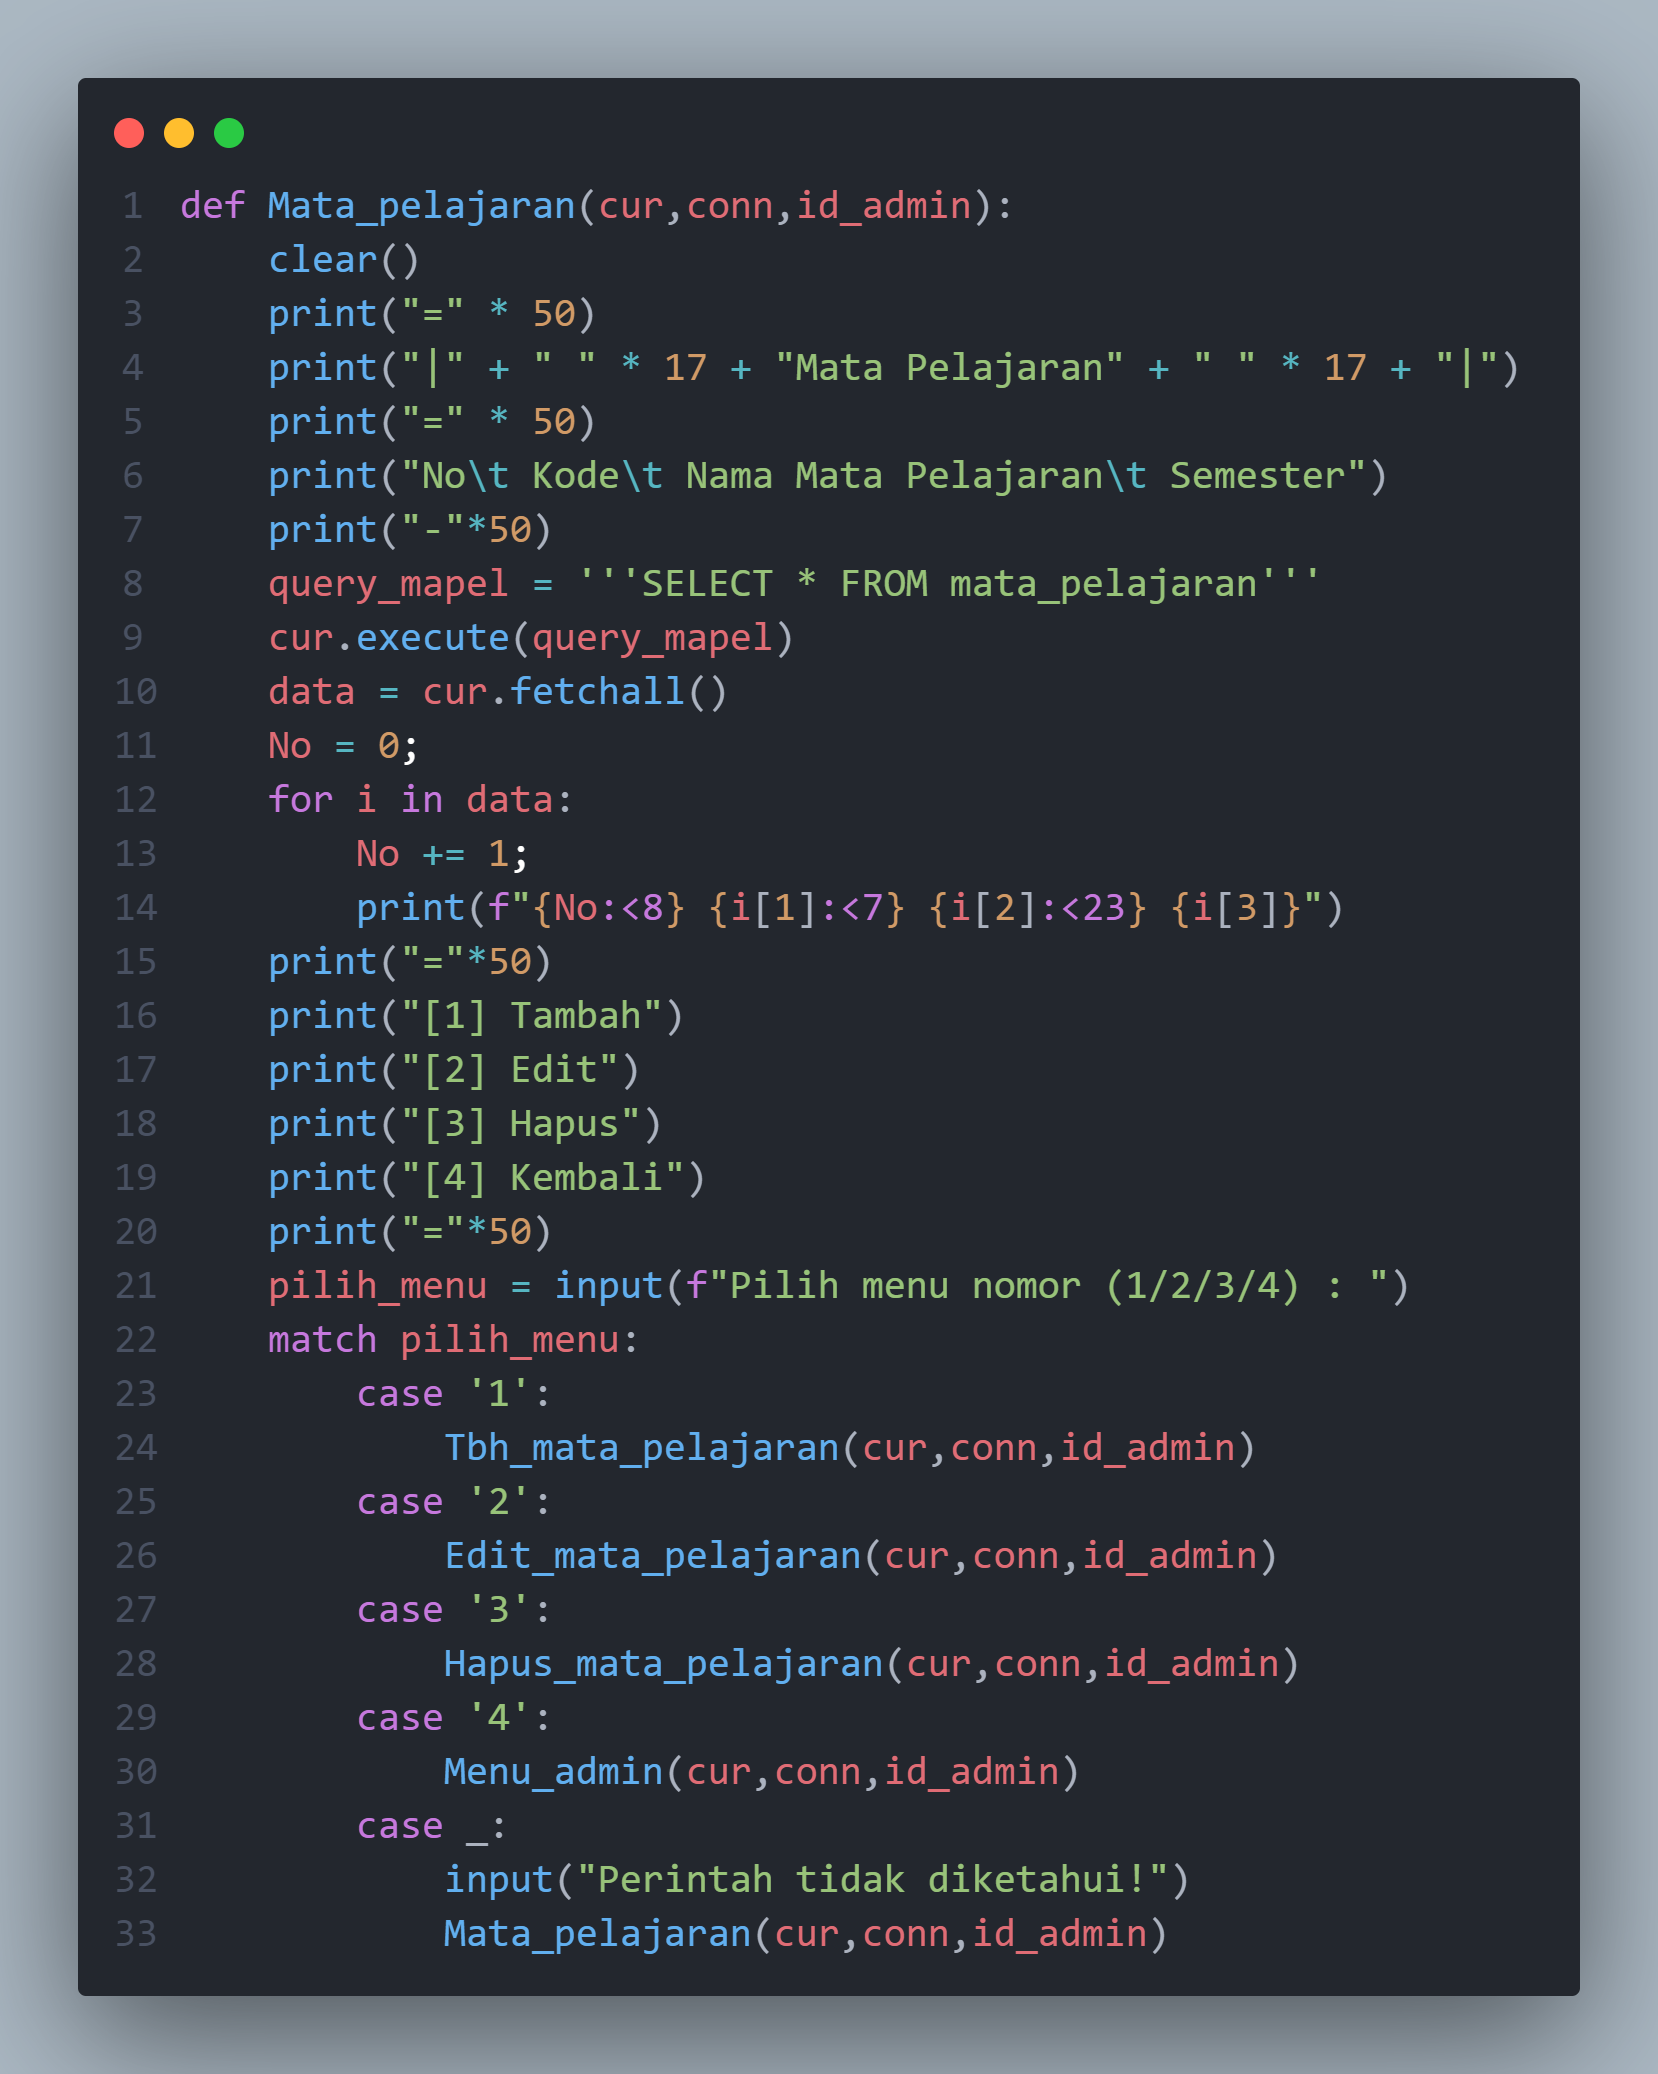 1 def Mata_pelajaran(cur,conn,id_admin):
2     clear()
3     print("=" * 50)
4     print("|" + " " * 17 + "Mata Pelajaran" + " " * 17 + "|")
5     print("=" * 50)
6     print("No\t Kode\t Nama Mata Pelajaran\t Semester")
7     print("-"*50)
8     query_mapel = '''SELECT * FROM mata_pelajaran'''
9     cur.execute(query_mapel)
10     data = cur.fetchall()
11     No = 0;
12     for i in data:
13         No += 1;
14         print(f"{No:<8} {i[1]:<7} {i[2]:<23} {i[3]}")
15     print("="*50)
16     print("[1] Tambah")
17     print("[2] Edit")
18     print("[3] Hapus")
19     print("[4] Kembali")
20     print("="*50)
21     pilih_menu = input(f"Pilih menu nomor (1/2/3/4) : ")
22     match pilih_menu:
23         case '1':
24             Tbh_mata_pelajaran(cur,conn,id_admin)
25         case '2':
26             Edit_mata_pelajaran(cur,conn,id_admin)
27         case '3':
28             Hapus_mata_pelajaran(cur,conn,id_admin)
29         case '4':
30             Menu_admin(cur,conn,id_admin)
31         case _:
32             input("Perintah tidak diketahui!")
33             Mata_pelajaran(cur,conn,id_admin)